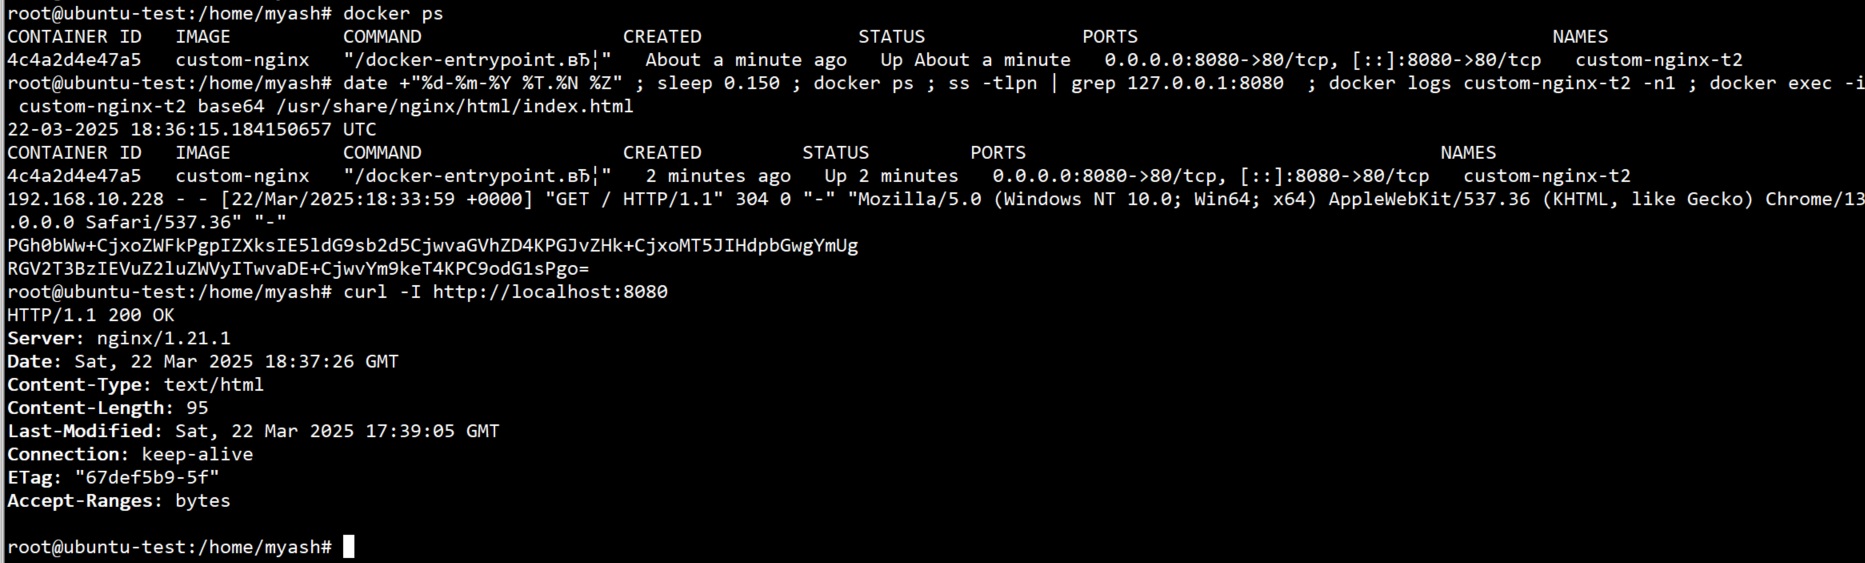 root@ubuntu-test:/home/myash# docker ps
CONTAINER ID   IMAGE          COMMAND                  CREATED              STATUS              PORTS                                     NAMES
4c4a2d4e47a5   custom-nginx   "/docker-entrypoint.вЂ¦"   About a minute ago   Up About a minute   0.0.0.0:8080->80/tcp, [::]:8080->80/tcp   custom-nginx-t2
root@ubuntu-test:/home/myash# date +"%d-%m-%Y %T.%N %Z" ; sleep 0.150 ; docker ps ; ss -tlpn | grep 127.0.0.1:8080  ; docker logs custom-nginx-t2 -n1 ; docker exec -i
 custom-nginx-t2 base64 /usr/share/nginx/html/index.html
22-03-2025 18:36:15.184150657 UTC
CONTAINER ID   IMAGE          COMMAND                  CREATED         STATUS         PORTS                                     NAMES
4c4a2d4e47a5   custom-nginx   "/docker-entrypoint.вЂ¦"   2 minutes ago   Up 2 minutes   0.0.0.0:8080->80/tcp, [::]:8080->80/tcp   custom-nginx-t2
192.168.10.228 - - [22/Mar/2025:18:33:59 +0000] "GET / HTTP/1.1" 304 0 "-" "Mozilla/5.0 (Windows NT 10.0; Win64; x64) AppleWebKit/537.36 (KHTML, like Gecko) Chrome/13
.0.0.0 Safari/537.36" "-"
PGh0bWw+CjxoZWFkPgpIZXksIE5ldG9sb2d5CjwvaGVhZD4KPGJvZHk+CjxoMT5JIHdpbGwgYmUg
RGV2T3BzIEVuZ2luZWVyITwvaDE+CjwvYm9keT4KPC9odG1sPgo=
root@ubuntu-test:/home/myash# curl -I http://localhost:8080
HTTP/1.1 200 OK
Server: nginx/1.21.1
Date: Sat, 22 Mar 2025 18:37:26 GMT
Content-Type: text/html
Content-Length: 95
Last-Modified: Sat, 22 Mar 2025 17:39:05 GMT
Connection: keep-alive
ETag: "67def5b9-5f"
Accept-Ranges: bytes
root@ubuntu-test:/home/myash#